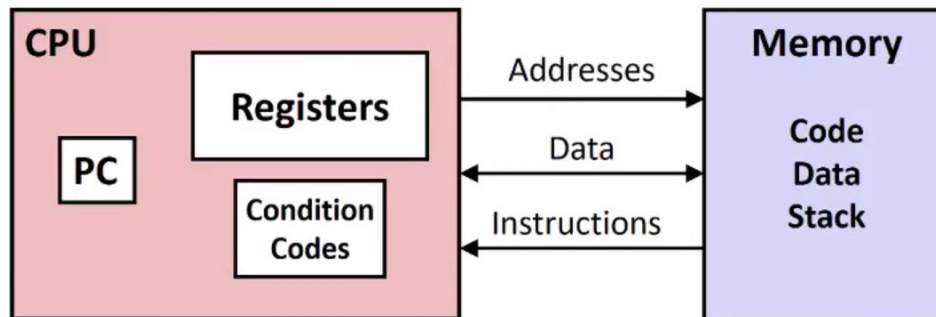 CPU
Registers
PC
Condition
Codes
Addresses
Data
Instructions
Memory
Code
Data
Stack